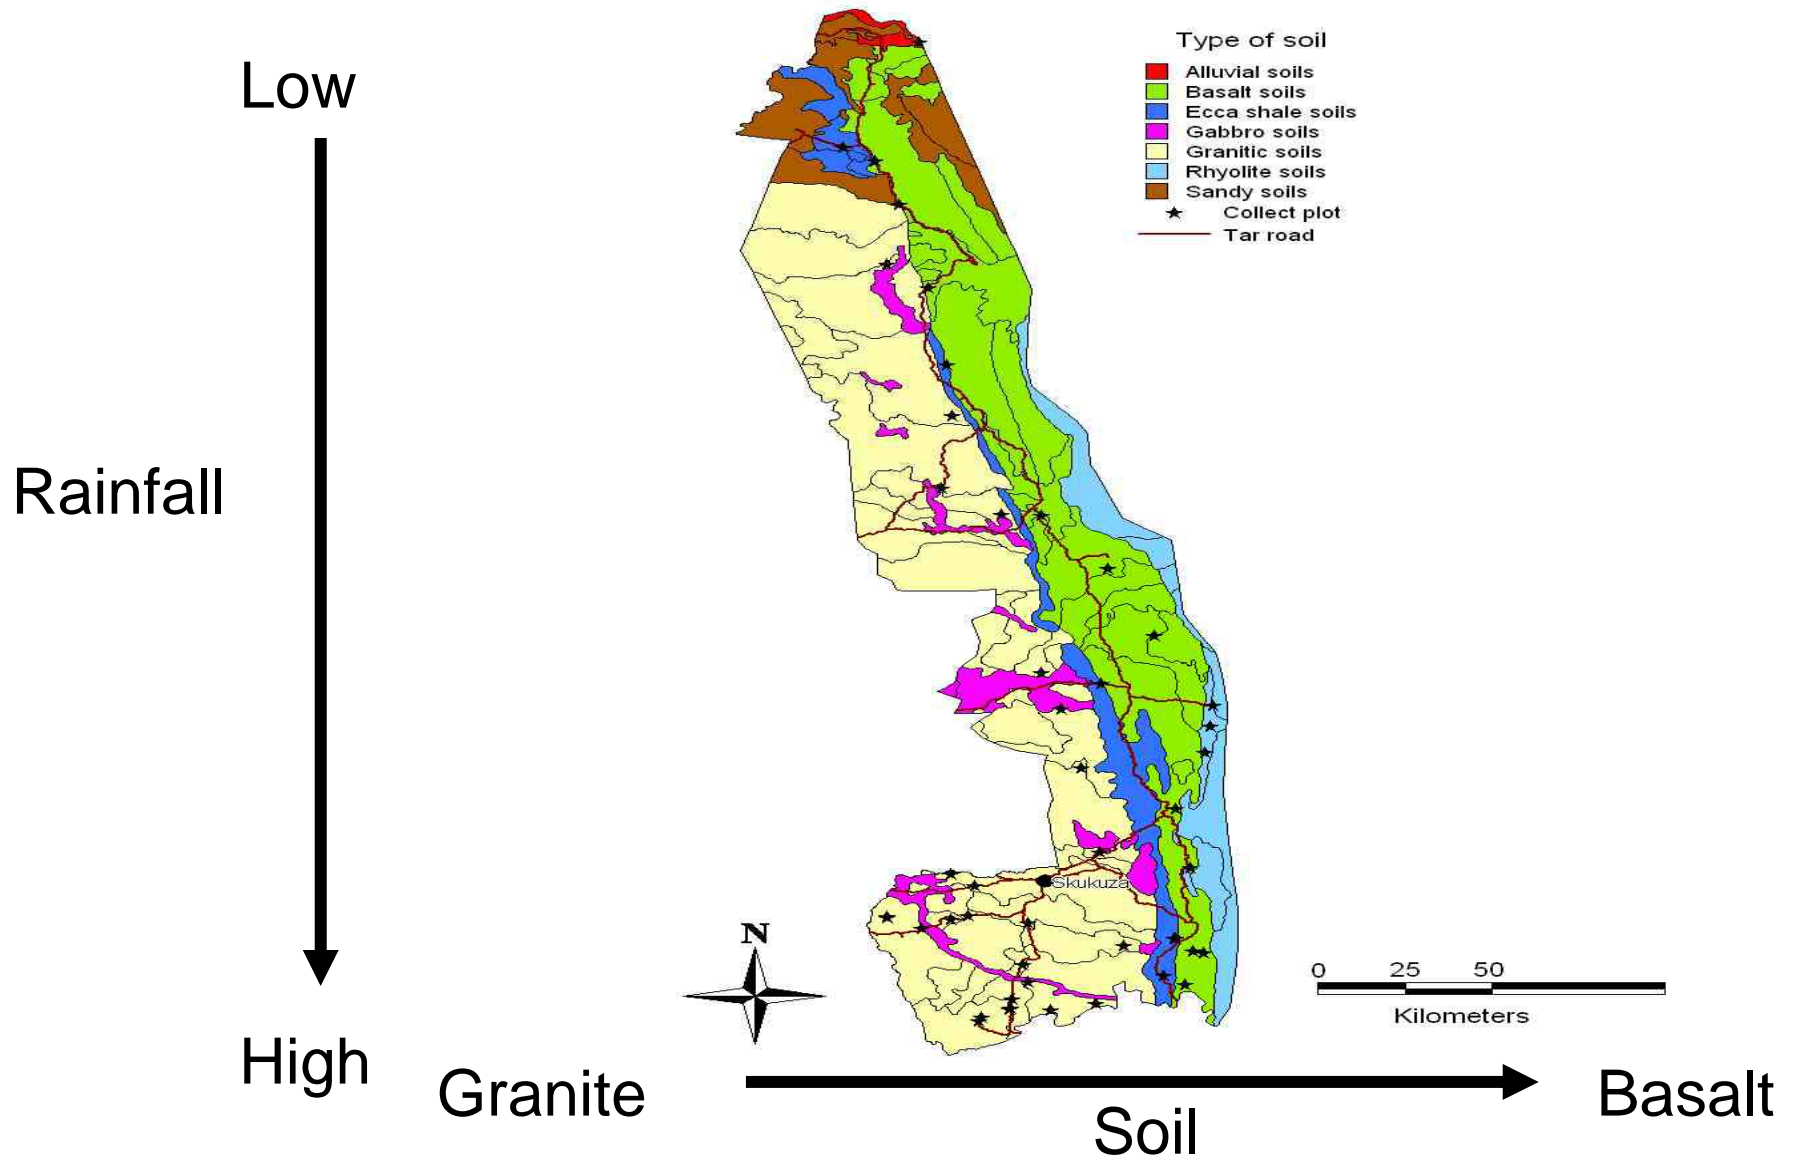 Low
Rainfall
High
Type of soil
Alluvial soils
Basalt soils
Ecca shale soils
Gabbro soils
Granitic soils
Rhyolite soils
Sandy soils
Collect plot
Tar road
Skukuza
N
0 25 50
Kilometers
Granite
Soil
Basalt